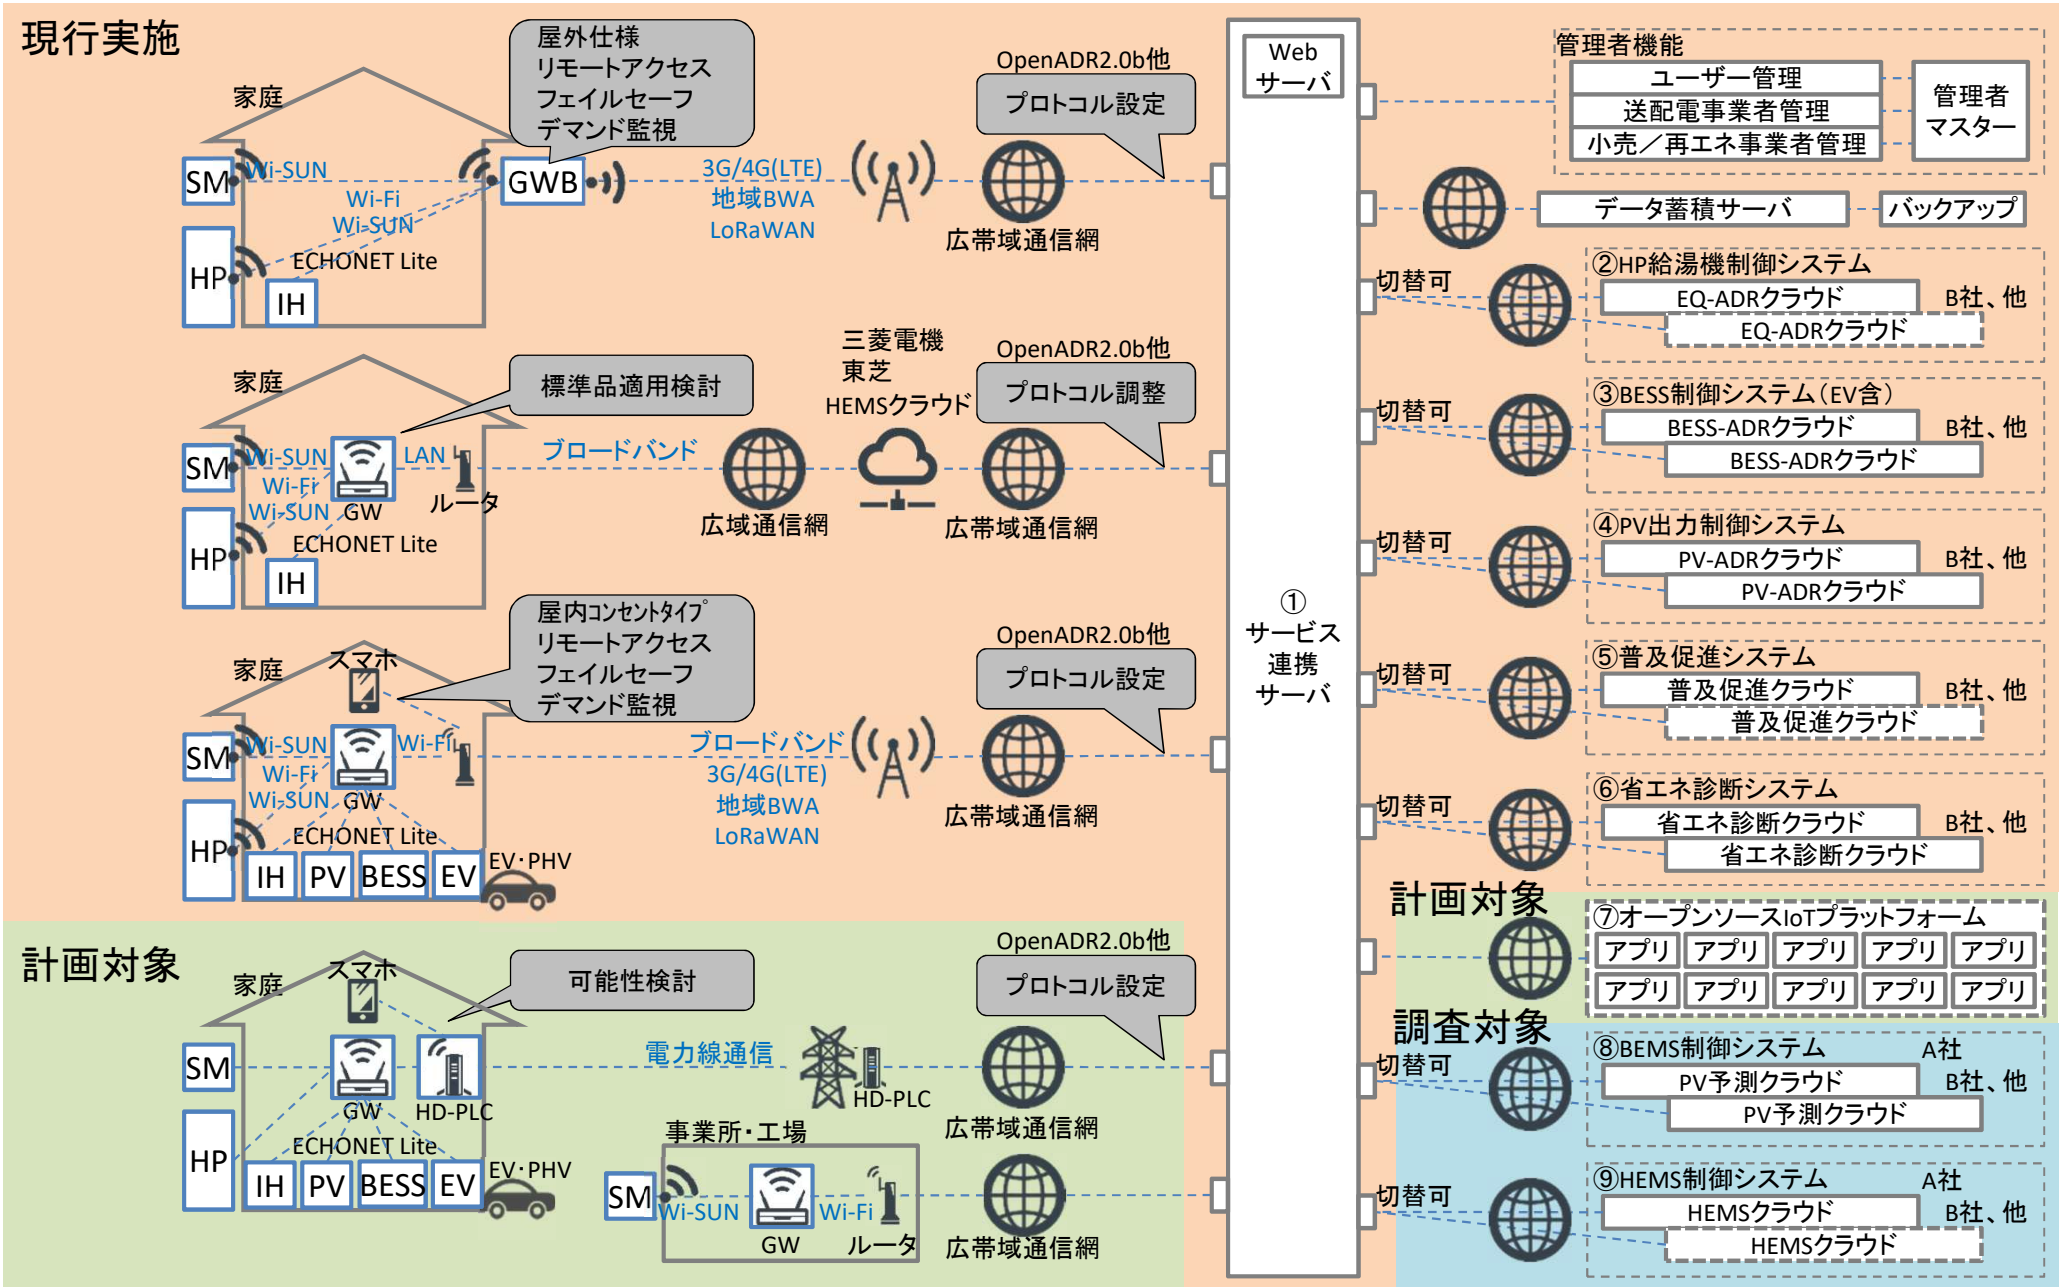 現行実施
屋外仕様
リモートアクセス
フェイルセーフ
デマンド監視
家庭
SM
Wi-SUN
GWB
Wi-Fi
Wi-SUN
HP
ECHONET Lite
IH
3G/4G(LTE)
地域BWA
LoRaWAN
OpenADR2.0b他
プロトコル設定
広帯域通信網
家庭
標準品適用検討
SM
Wi-SUN
LAN
Wi-Fi
Wi-SUN
GW
ルータ
HP
ECHONET Lite
IH
ブロードバンド
広域通信網
三菱電機
東芝
HEMSクラウド
OpenADR2.0b他
プロトコル調整
広帯域通信網
屋内コンセントタイプ
リモートアクセス
フェイルセーフ
デマンド監視
家庭
スマホ
SM
Wi-SUN
Wi-Fi
Wi-Fi
Wi-SUN
GW
HP
ECHONET Lite
IH
PV
BESS
EV
EV・PHV
ブロードバンド
3G/4G(LTE)
地域BWA
LoRaWAN
OpenADR2.0b他
プロトコル設定
広帯域通信網
計画対象
家庭
スマホ
可能性検討
SM
GW
HD-PLC
HP
ECHONET Lite
IH
PV
BESS
EV
EV・PHV
電力線通信
HD-PLC
OpenADR2.0b他
プロトコル設定
広帯域通信網
事業所・工場
SM
Wi-SUN
GW
Wi-Fi
ルータ
広帯域通信網
Web
サーバ
①
サービス
連携
サーバ
管理者機能
ユーザー管理
送配電事業者管理
小売／再エネ事業者管理
管理者
マスター
データ蓄積サーバ
バックアップ
切替可
②HP給湯機制御システム
EQ-ADRクラウド
B社、他
EQ-ADRクラウド
切替可
③BESS制御システム（EV含）
BESS-ADRクラウド
B社、他
BESS-ADRクラウド
切替可
④PV出力制御システム
PV-ADRクラウド
B社、他
PV-ADRクラウド
切替可
⑤普及促進システム
普及促進クラウド
B社、他
普及促進クラウド
切替可
⑥省エネ診断システム
省エネ診断クラウド
B社、他
省エネ診断クラウド
計画対象
⑦オープンソースIoTプラットフォーム
アプリ アプリ アプリ アプリ アプリ
アプリ アプリ アプリ アプリ アプリ
調査対象
切替可
⑧BEMS制御システム
A社
PV予測クラウド
B社、他
PV予測クラウド
切替可
⑨HEMS制御システム
A社
HEMSクラウド
B社、他
HEMSクラウド